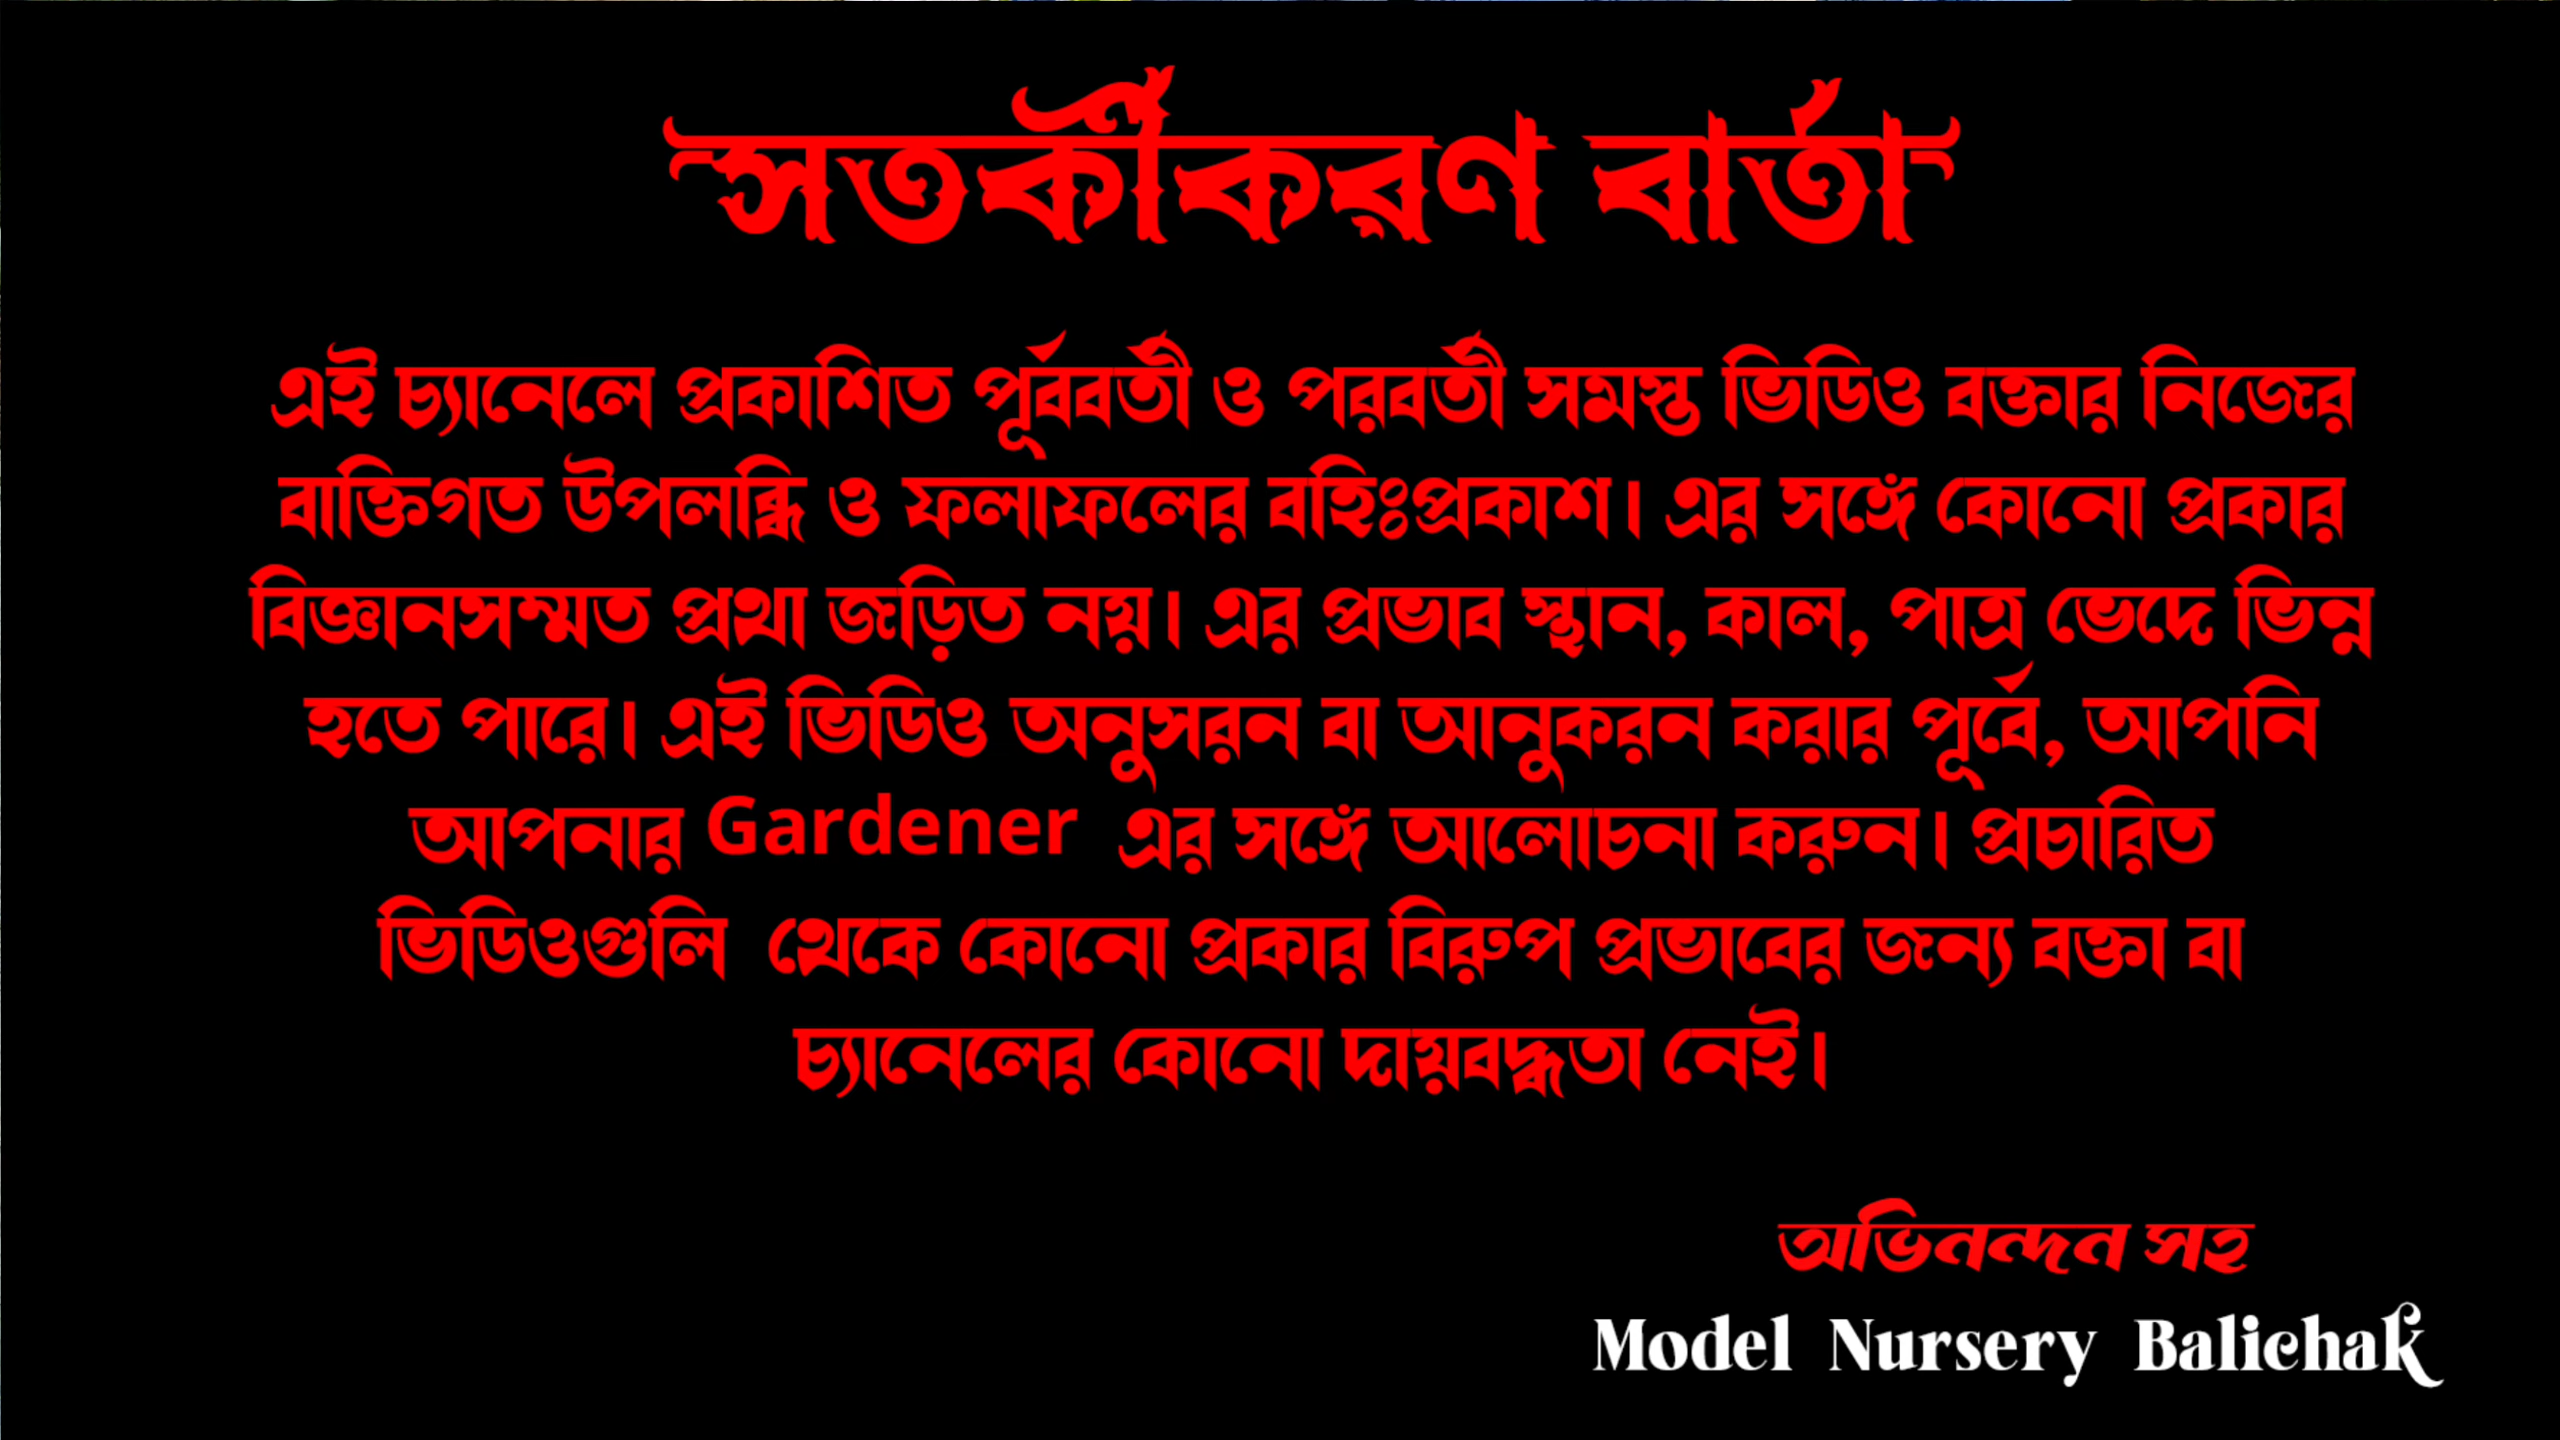 সতর্কীকরণ বার্তা
এই চ্যানেলে প্রকাশিত পূর্ববর্তী ও পরবর্তী সমস্ত ভিডিও বক্তার নিজের
বাক্তিগত উপলব্ধি ও ফলাফলের বহিঃপ্রকাশ। এর সঙ্গে কোনো প্রকার
বিজ্ঞানসম্মত প্রথা জড়িত নয়। এর প্রভাব স্থান, কাল, পাত্র ভেদে ভিন্ন
হতে পারে। এই ভিডিও অনুসরন বা আনুকরন করার পূর্বে, আপনি
আপনার Gardener এর সঙ্গে আলোচনা করুন। প্রচারিত
ভিডিওগুলি থেকে কোনো প্রকার বিরুপ প্রভাবের জন্য বক্তা বা
চ্যানেলের কোনো দায়বদ্ধতা নেই।
অভিনন্দন সহ
Model Nursery Balichak